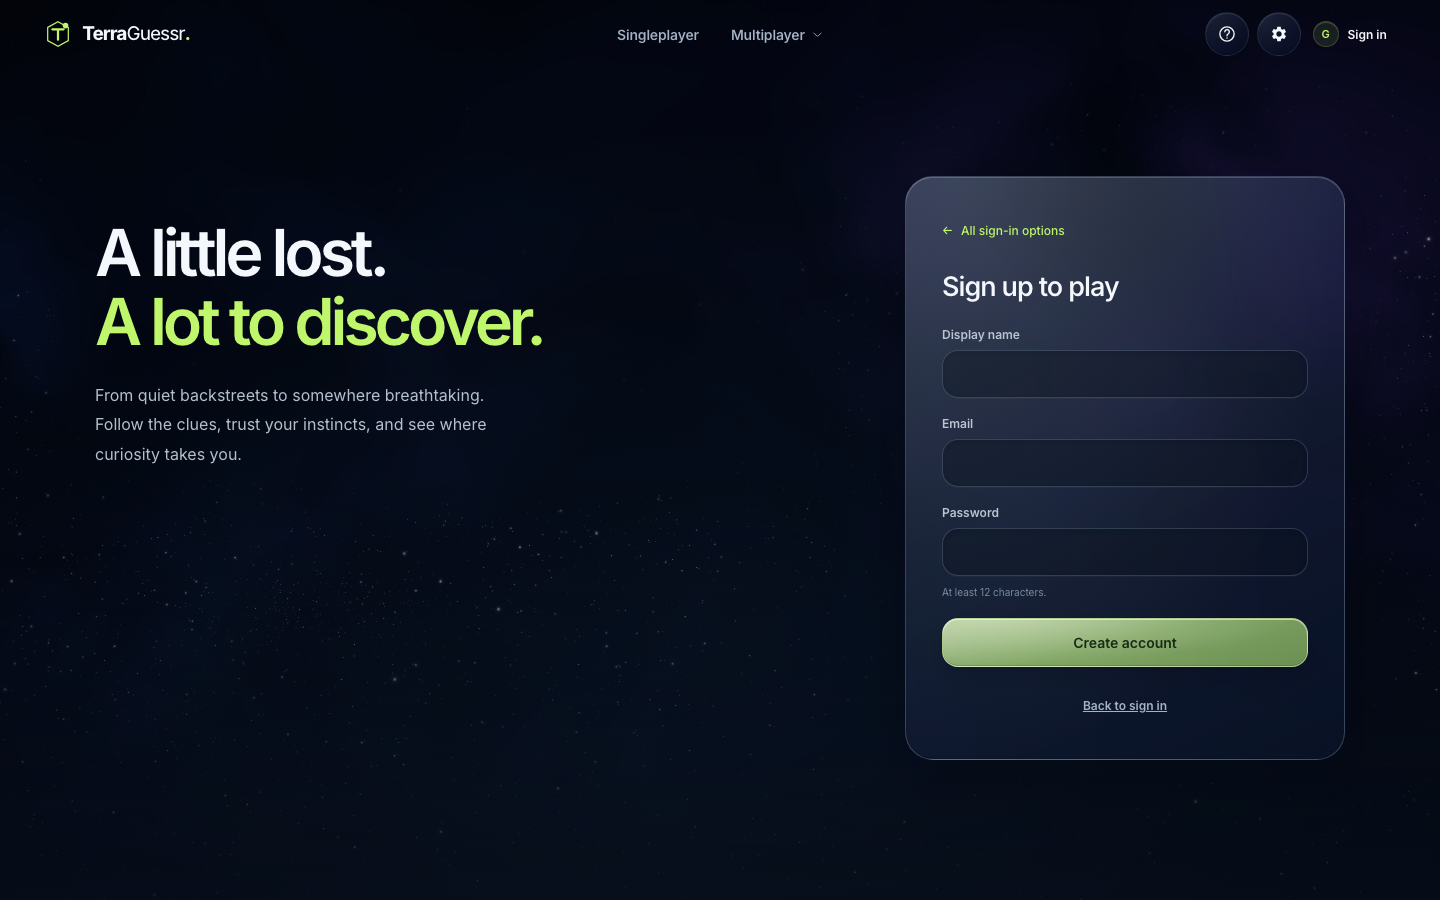 TerraGuessr.
Singleplayer
Multiplayer
G
Sign in
A little lost.
A lot to discover.
From quiet backstreets to somewhere breathtaking.
Follow the clues, trust your instincts, and see where
curiosity takes you.
← All sign-in options
Sign up to play
Display name
Email
Password
At least 12 characters.
Create account
Back to sign in